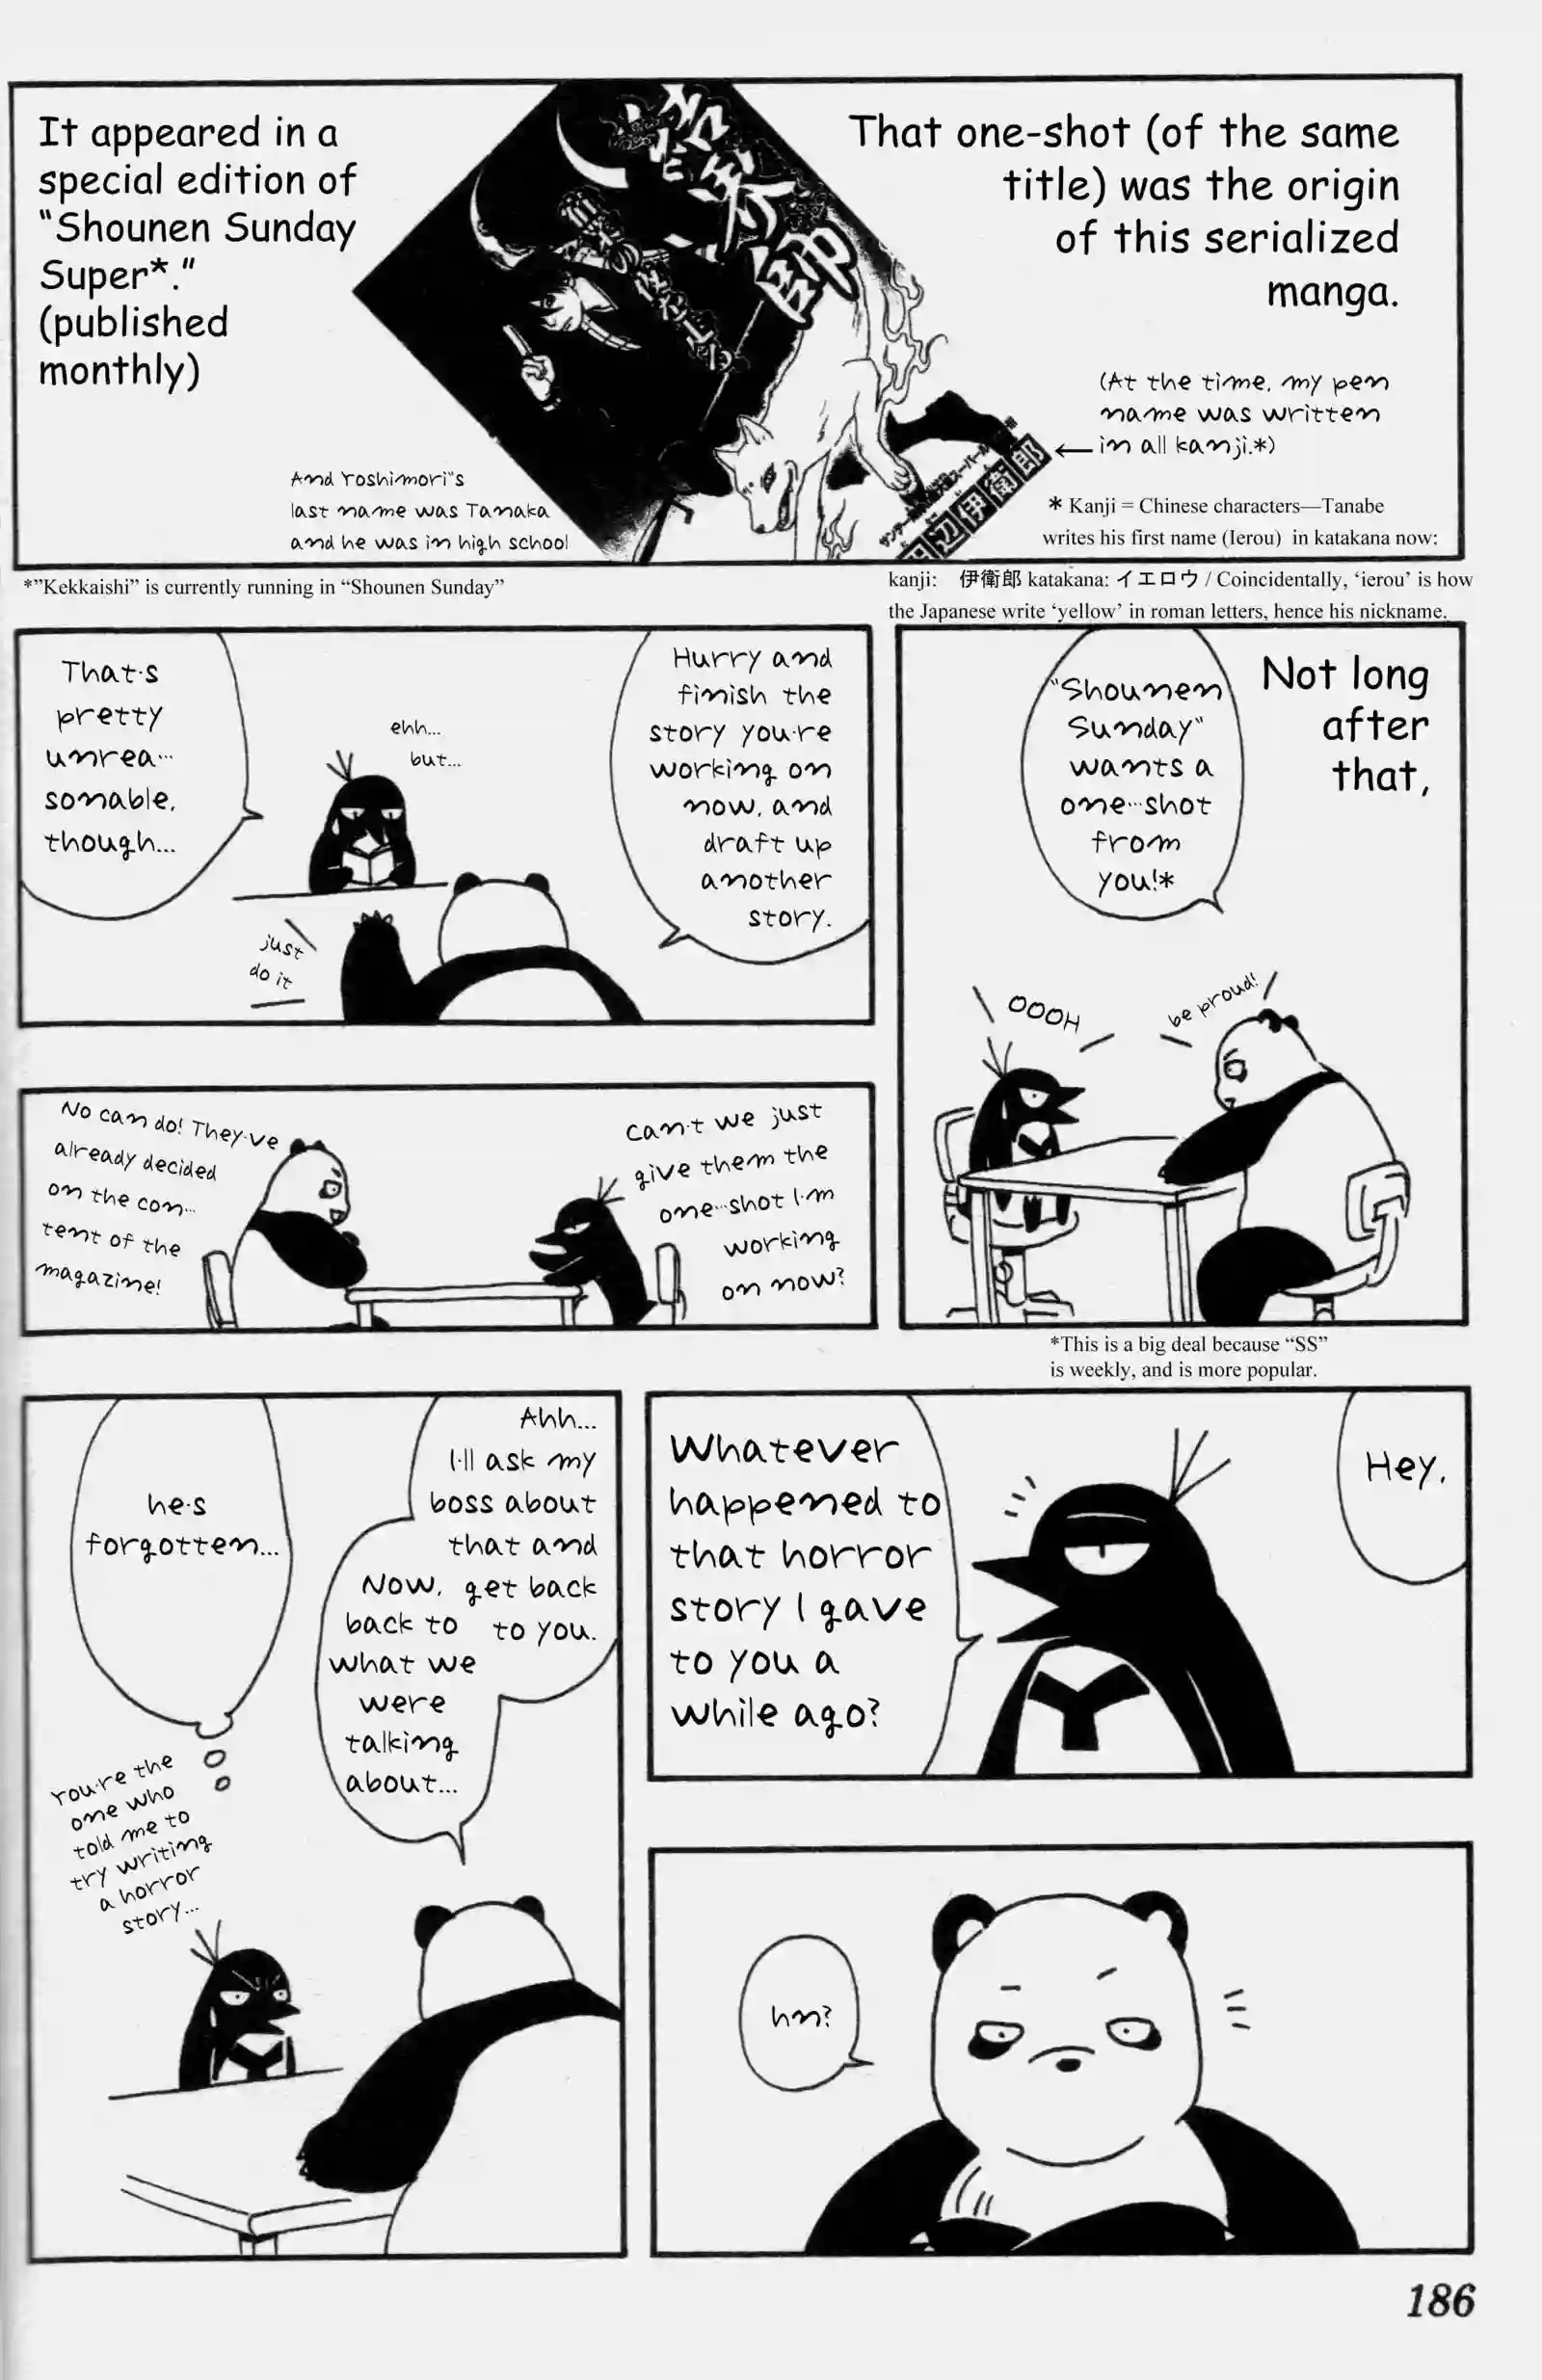 That one-shot (of the same
title) was the origin
of this serialized
manga.
(At the time, my pen
name was written
in all kanji.*)
* Kanji = Chinese characters—Tanabe
writes his first name (Ierou) in katakana now:
kanji: 伊衛郎 katakana: イエロウ / Coincidentally, ‘ierou’ is how
the Japanese write ‘yellow’ in roman letters, hence his nickname.
結界師
辺伊衛郎
It appeared in a
special edition of
"Shounen Sunday
Super*."
(published
monthly)
And Yoshimori"s
last name was Tanaka
and he was in high school
*”Kekkaishi” is currently running in “Shounen Sunday”
Not long
after
that,
"Shounen
Sunday"
wants a
one-shot
from
you!*
be proud!
OOOH
*This is a big deal because “SS”
is weekly, and is more popular.
Hurry and
finish the
story you're
working on
now, and
draft up
another
story.
ehh...
but...
just
do it
That's
pretty
unrea-
sonable,
though...
can't we just
give them the
one-shot I'm
working
on now?
No can do! They've
already decided
on the con-
tent of the
magazine!
Hey,
Whatever
happened to
that horror
story I gave
to you a
while ago?
hm?
Ahh...
I'll ask my
boss about
that and
get back
to you.
Now,
back to
what we
were
talking
about...
he's
forgotten...
You're the
one who
told me to
try writing
a horror
story...
186